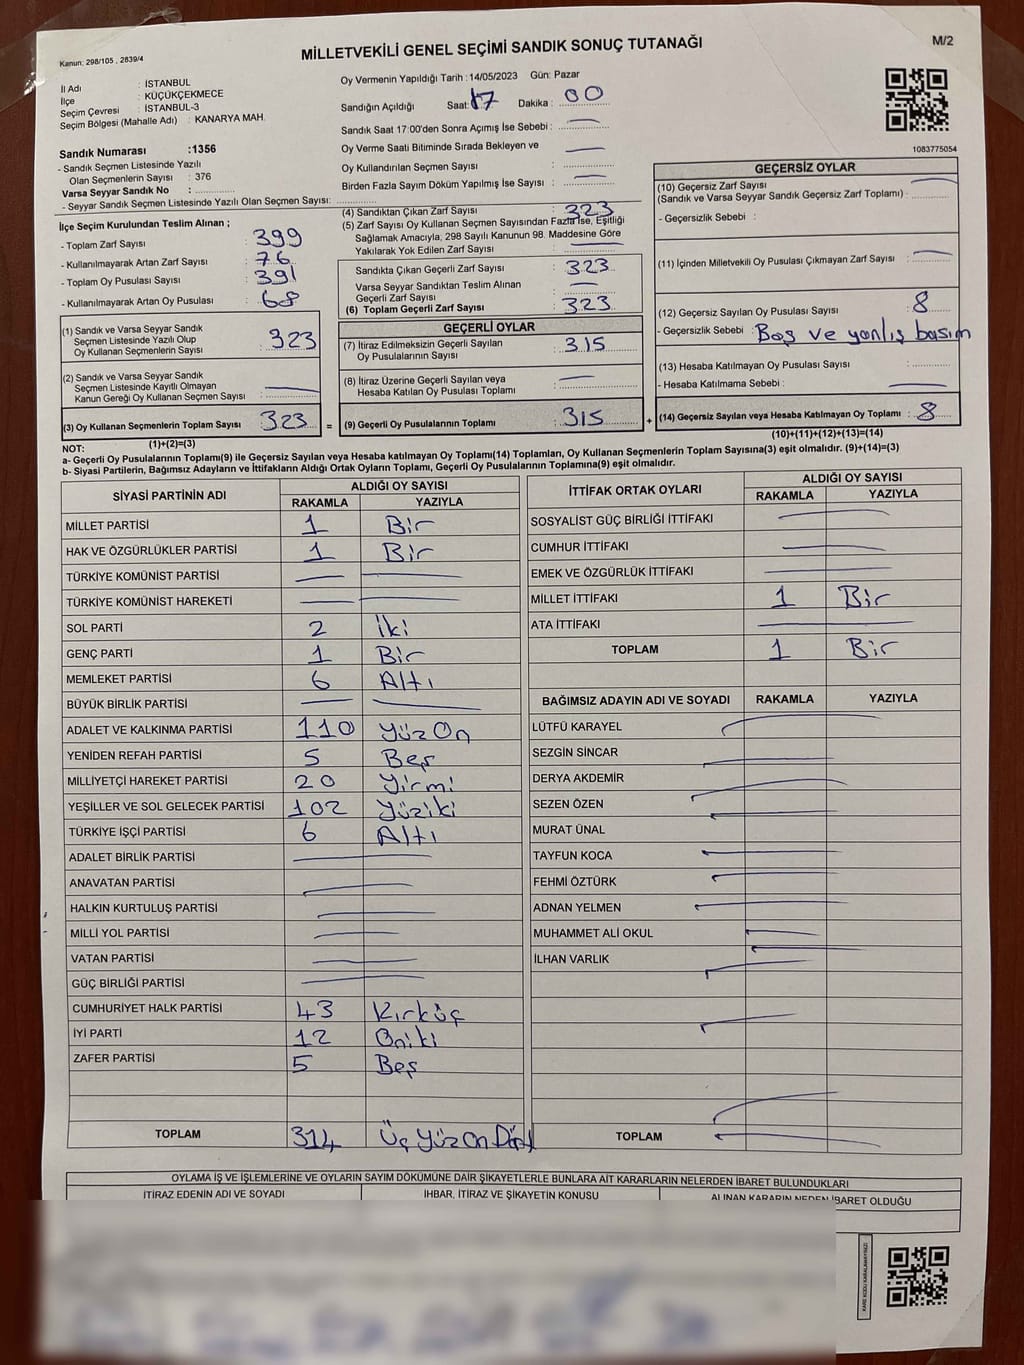 Kanun: 298/105 , 2839/4
MİLLETVEKİLİ GENEL SEÇİMİ SANDIK SONUÇ TUTANAĞI
M/2
İl Adı : İSTANBUL
İlçe : KÜÇÜKÇEKMECE
Seçim Çevresi : İSTANBUL-3
Seçim Bölgesi (Mahalle Adı) : KANARYA MAH.
Sandık Numarası :1356
- Sandık Seçmen Listesinde Yazılı
Olan Seçmenlerin Sayısı : 376
Varsa Seyyar Sandık No :
- Seyyar Sandık Seçmen Listesinde Yazılı Olan Seçmen Sayısı:
Oy Vermenin Yapıldığı Tarih : 14/05/2023 Gün: Pazar
Sandığın Açıldığı Saat: 17 Dakika : 00
Sandık Saat 17:00'den Sonra Açımış İse Sebebi :
Oy Verme Saati Bitiminde Sırada Bekleyen ve
Oy Kullandırılan Seçmen Sayısı :
Birden Fazla Sayım Döküm Yapılmış İse Sayısı :
1083775054
İlçe Seçim Kurulundan Teslim Alınan ;
- Toplam Zarf Sayısı : 399
- Kullanılmayarak Artan Zarf Sayısı : 76
- Toplam Oy Pusulası Sayısı : 391
- Kullanılmayarak Artan Oy Pusulası : 68
(1) Sandık ve Varsa Seyyar Sandık
Seçmen Listesinde Yazılı Olup
Oy Kullanan Seçmenlerin Sayısı : 323
(2) Sandık ve Varsa Seyyar Sandık
Seçmen Listesinde Kayıtlı Olmayan
Kanun Gereği Oy Kullanan Seçmen Sayısı :
(3) Oy Kullanan Seçmenlerin Toplam Sayısı : 323 =
(1)+(2)=(3)
(4) Sandıktan Çıkan Zarf Sayısı : 323
(5) Zarf Sayısı Oy Kullanan Seçmen Sayısından Fazla İse, Eşitliği
Sağlamak Amacıyla, 298 Sayılı Kanunun 98. Maddesine Göre
Yakılarak Yok Edilen Zarf Sayısı :
Sandıkta Çıkan Geçerli Zarf Sayısı : 323
Varsa Seyyar Sandıktan Teslim Alınan
Geçerli Zarf Sayısı :
(6) Toplam Geçerli Zarf Sayısı : 323
GEÇERLİ OYLAR
(7) İtiraz Edilmeksizin Geçerli Sayılan
Oy Pusulalarının Sayısı : 315
(8) İtiraz Üzerine Geçerli Sayılan veya
Hesaba Katılan Oy Pusulası Toplamı :
(9) Geçerli Oy Pusulalarının Toplamı : 315 +
GEÇERSİZ OYLAR
(10) Geçersiz Zarf Sayısı
(Sandık ve Varsa Seyyar Sandık Geçersiz Zarf Toplamı) :
- Geçersizlik Sebebi :
(11) İçinden Milletvekili Oy Pusulası Çıkmayan Zarf Sayısı :
(12) Geçersiz Sayılan Oy Pusulası Sayısı : 8
- Geçersizlik Sebebi : Boş ve yanlış basım
(13) Hesaba Katılmayan Oy Pusulası Sayısı :
- Hesaba Katılmama Sebebi :
(14) Geçersiz Sayılan veya Hesaba Katılmayan Oy Toplamı : 8
(10)+(11)+(12)+(13)=(14)
NOT:
a- Geçerli Oy Pusulalarının Toplamı(9) ile Geçersiz Sayılan veya Hesaba katılmayan Oy Toplamı(14) Toplamları, Oy Kullanan Seçmenlerin Toplam Sayısına(3) eşit olmalıdır. (9)+(14)=(3)
b- Siyasi Partilerin, Bağımsız Adayların ve İttifakların Aldığı Ortak Oyların Toplamı, Geçerli Oy Pusulalarının Toplamına(9) eşit olmalıdır.
SİYASİ PARTİNİN ADI ALDIĞI OY SAYISI
RAKAMLA YAZIYLA
MİLLET PARTİSİ 1 Bir
HAK VE ÖZGÜRLÜKLER PARTİSİ 1 Bir
TÜRKİYE KOMÜNİST PARTİSİ
TÜRKİYE KOMÜNİST HAREKETİ
SOL PARTİ 2 İki
GENÇ PARTİ 1 Bir
MEMLEKET PARTİSİ 6 Altı
BÜYÜK BİRLİK PARTİSİ
ADALET VE KALKINMA PARTİSİ 110 YüzOn
YENİDEN REFAH PARTİSİ 5 Beş
MİLLİYETÇİ HAREKET PARTİSİ 20 Yirmi
YEŞİLLER VE SOL GELECEK PARTİSİ 102 Yüziki
TÜRKİYE İŞÇİ PARTİSİ 6 Altı
ADALET BİRLİK PARTİSİ
ANAVATAN PARTİSİ
HALKIN KURTULUŞ PARTİSİ
MİLLİ YOL PARTİSİ
VATAN PARTİSİ
GÜÇ BİRLİĞİ PARTİSİ
CUMHURİYET HALK PARTİSİ 43 Kırküç
İYİ PARTİ 12 Oniki
ZAFER PARTİSİ 5 Beş
TOPLAM 314 Üç Yüz On Dört
İTTİFAK ORTAK OYLARI ALDIĞI OY SAYISI
RAKAMLA YAZIYLA
SOSYALİST GÜÇ BİRLİĞİ İTTİFAKI
CUMHUR İTTİFAKI
EMEK VE ÖZGÜRLÜK İTTİFAKI
MİLLET İTTİFAKI 1 Bir
ATA İTTİFAKI
TOPLAM 1 Bir
BAĞIMSIZ ADAYIN ADI VE SOYADI RAKAMLA YAZIYLA
LÜTFÜ KARAYEL
SEZGİN SİNCAR
DERYA AKDEMİR
SEZEN ÖZEN
MURAT ÜNAL
TAYFUN KOCA
FEHMİ ÖZTÜRK
ADNAN YELMEN
MUHAMMET ALİ OKUL
İLHAN VARLIK
TOPLAM
OYLAMA İŞ VE İŞLEMLERİNE VE OYLARIN SAYIM DÖKÜMÜNE DAİR ŞİKAYETLERLE BUNLARA AİT KARARLARIN NELERDEN İBARET BULUNDUKLARI
İTİRAZ EDENİN ADI VE SOYADI İHBAR, İTİRAZ VE ŞİKAYETİN KONUSU ALINAN KARARIN NEDEN İBARET OLDUĞU
KARE KODU KARALAMAYINIZ!